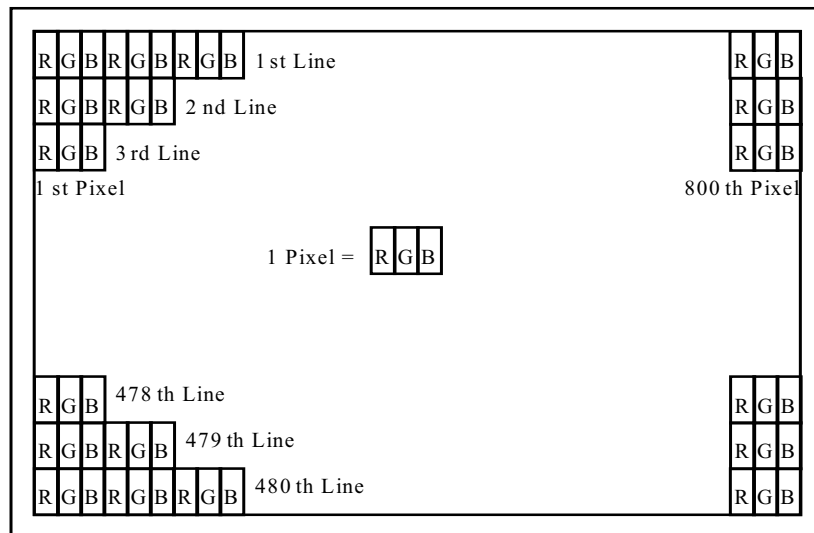 R G B R G B R G B 1 st Line R G B
R G B R G B 2 nd Line R G B
R G B 3 rd Line R G B
1 st Pixel 800 th Pixel
1 Pixel = R G B
R G B 478 th Line R G B
R G B R G B 479 th Line R G B
R G B R G B R G B 480 th Line R G B